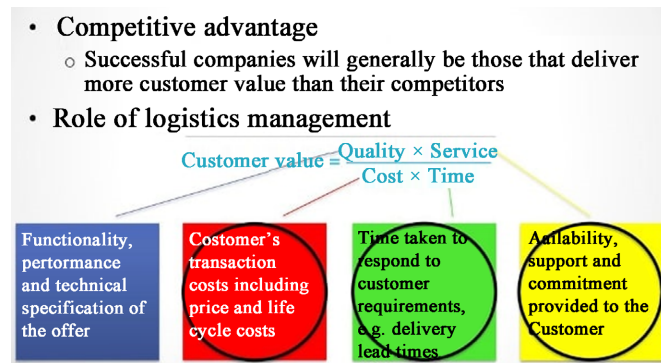 • Competitive advantage
○ Successful companies will generally be those that deliver
more customer value than their competitors
• Role of logistics management
Customer value = Quality × Service
Cost × Time
Functionality,
pertormance
and technical
specification of
the offer
Costomer's
transaction
costs including
price and life
cycle costs
Time taken to
respond to
customer
requirements,
e.g. delivery
lead times
Aailability,
support and
commitment
provided to the
Customer